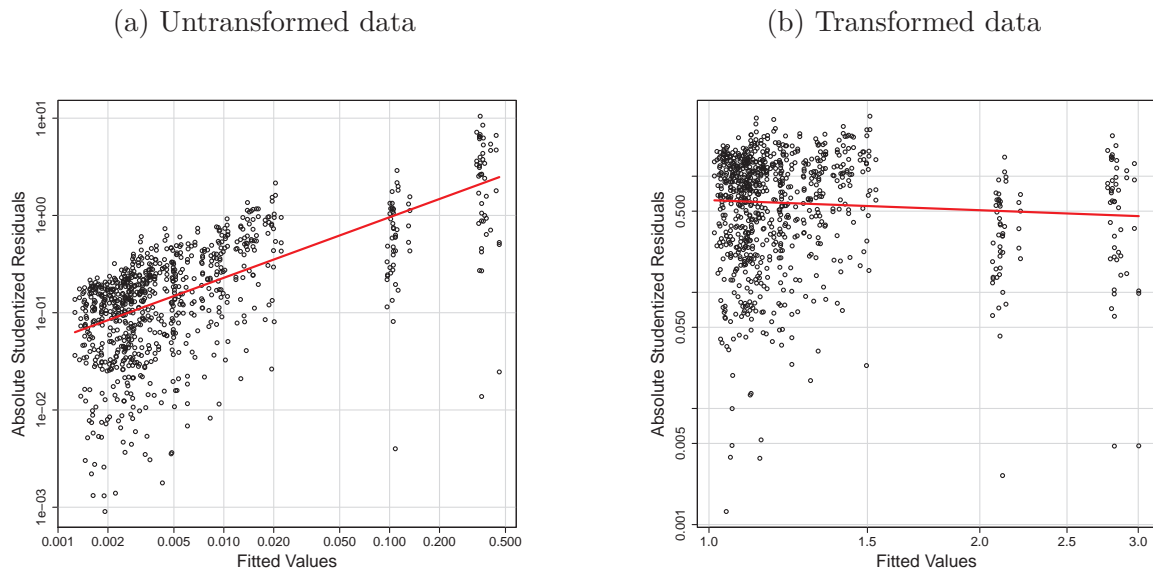 (a) Untransformed data
(b) Transformed data
Absolute Studentized Residuals
1e+01
1e+00
1e-01
1e-02
1e-03
0.001 0.002 0.005 0.010 0.020 0.050 0.100 0.200 0.500
Fitted Values
Absolute Studentized Residuals
0.500
0.050
0.005
0.001
1.0 1.5 2.0 2.5 3.0
Fitted Values